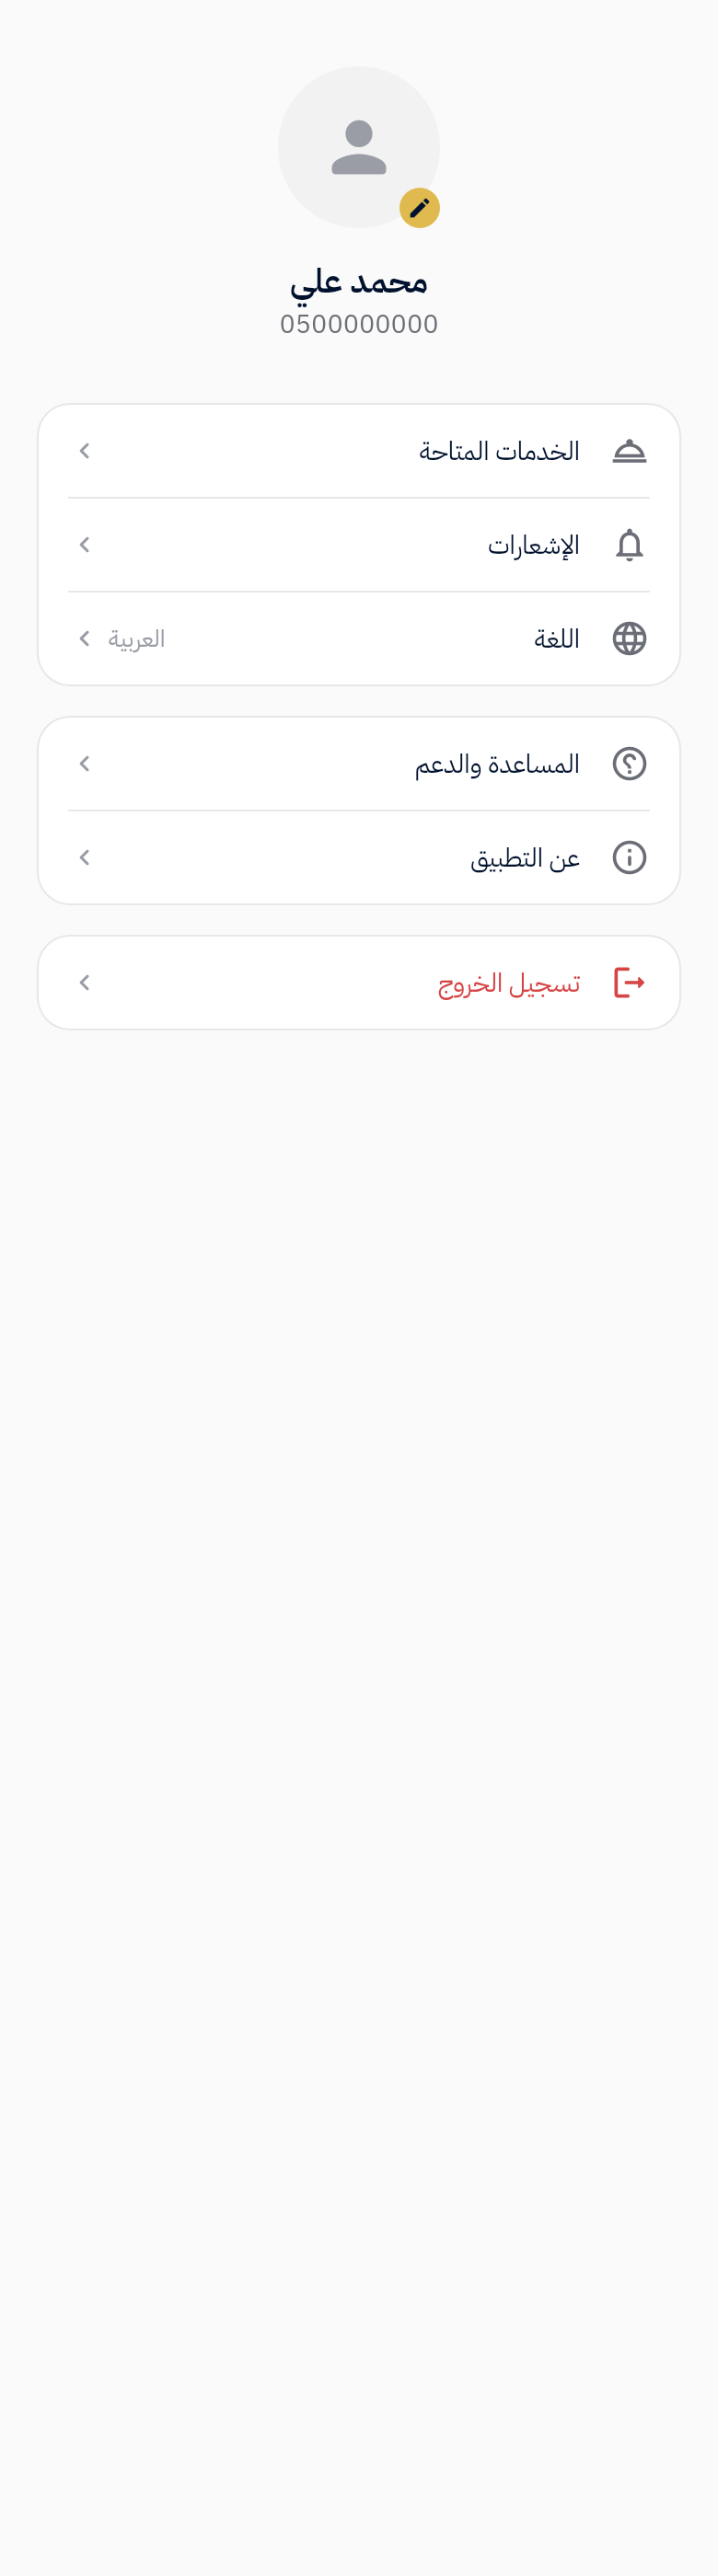 محمد علي
0500000000
الخدمات المتاحة
الإشعارات
اللغة العربية
المساعدة والدعم
عن التطبيق
تسجيل الخروج